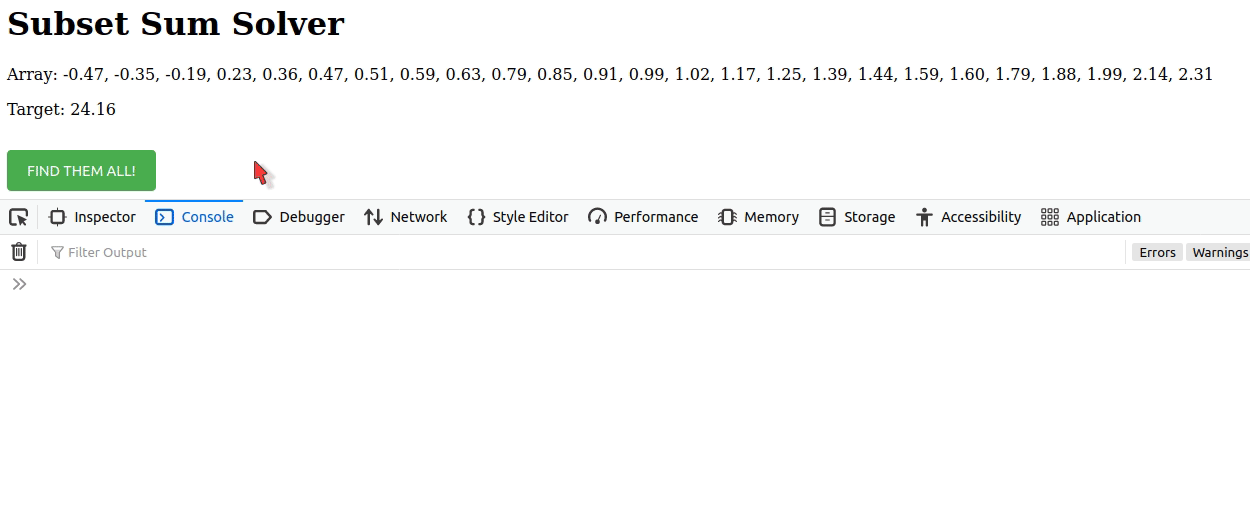 Subset Sum Solver
Array: -0.47, -0.35, -0.19, 0.23, 0.36, 0.47, 0.51, 0.59, 0.63, 0.79, 0.85, 0.91, 0.99, 1.02, 1.17, 1.25, 1.39, 1.44, 1.59, 1.60, 1.79, 1.88, 1.99, 2.14, 2.31
Target: 24.16
FIND THEM ALL!
Inspector Console Debugger Network Style Editor Performance Memory Storage Accessibility Application
Filter Output Errors Warnings